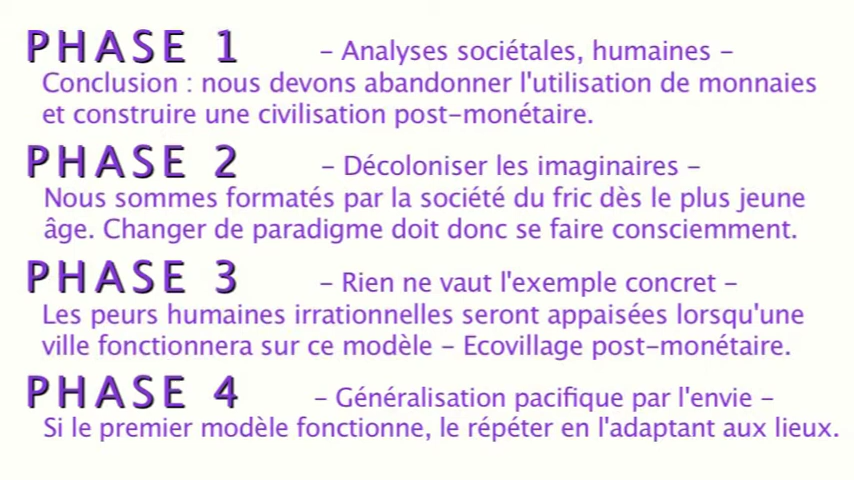 PHASE 1 – Analyses sociétales, humaines –
Conclusion : nous devons abandonner l'utilisation de monnaies
et construire une civilisation post-monétaire.
PHASE 2 – Décoloniser les imaginaires –
Nous sommes formatés par la société du fric dès le plus jeune
âge. Changer de paradigme doit donc se faire consciemment.
PHASE 3 – Rien ne vaut l'exemple concret –
Les peurs humaines irrationnelles seront appaisées lorsqu'une
ville fonctionnera sur ce modèle – Ecovillage post-monétaire.
PHASE 4 – Généralisation pacifique par l'envie –
Si le premier modèle fonctionne, le répéter en l'adaptant aux lieux.